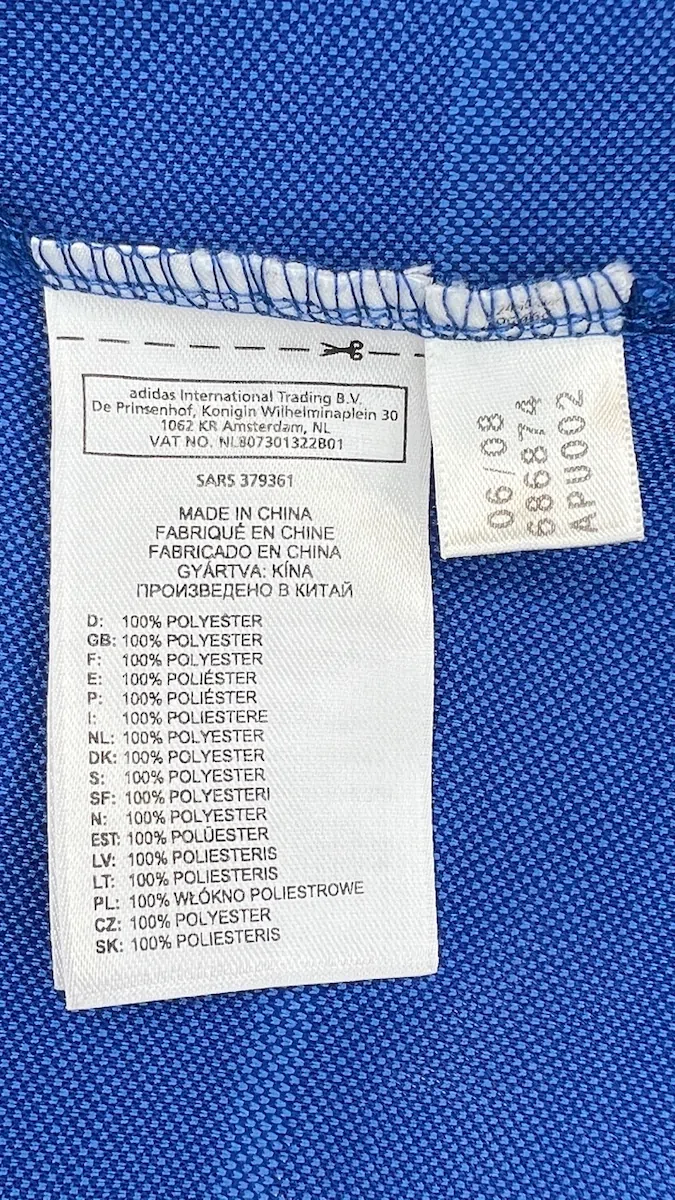 adidas International Trading B.V.
De Prinsenhof, Konigin Wilhelminaplein 30
1062 KR Amsterdam, NL
VAT NO. NL807301322B01
SARS 379361
MADE IN CHINA
FABRIQUÉ EN CHINE
FABRICADO EN CHINA
GYÁRTVA: KÍNA
ПРОИЗВЕДЕНО В КИТАЙ
D: 100% POLYESTER
GB: 100% POLYESTER
F: 100% POLYESTER
E: 100% POLIÉSTER
P: 100% POLIÉSTER
I: 100% POLIESTERE
NL: 100% POLYESTER
DK: 100% POLYESTER
S: 100% POLYESTER
SF: 100% POLYESTERI
N: 100% POLYESTER
EST: 100% POLÜESTER
LV: 100% POLIESTERIS
LT: 100% POLIESTERIS
PL: 100% WŁÓKNO POLIESTROWE
CZ: 100% POLYESTER
SK: 100% POLIESTERIS
06/08
686874
APU002